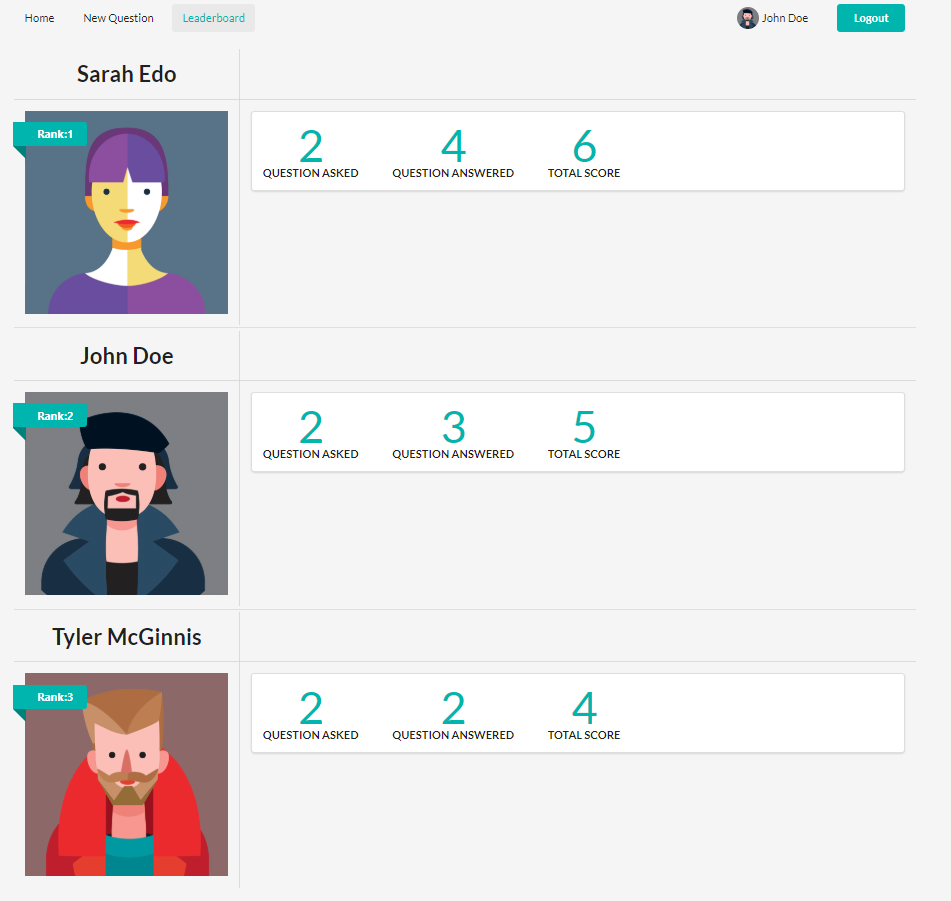 Home New Question Leaderboard John Doe Logout
Sarah Edo
Rank:1
2 4 6
QUESTION ASKED QUESTION ANSWERED TOTAL SCORE
John Doe
Rank:2
2 3 5
QUESTION ASKED QUESTION ANSWERED TOTAL SCORE
Tyler McGinnis
Rank:3
2 2 4
QUESTION ASKED QUESTION ANSWERED TOTAL SCORE